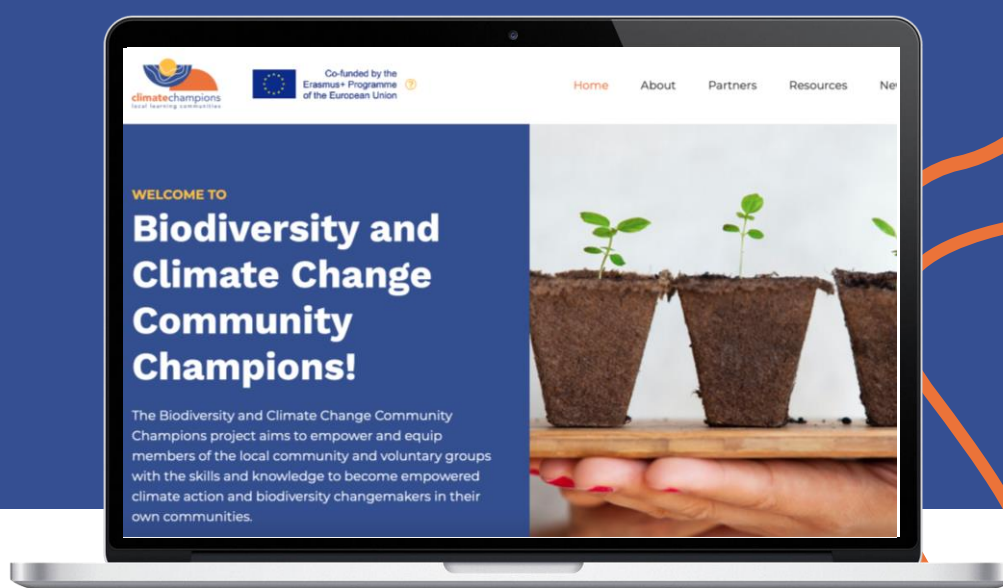 climatechampions
local learning communities
Co-funded by the
Erasmus+ Programme
of the European Union
?
Home About Partners Resources
WELCOME TO
Biodiversity and
Climate Change
Community
Champions!
The Biodiversity and Climate Change Community
Champions project aims to empower and equip
members of the local community and voluntary groups
with the skills and knowledge to become empowered
climate action and biodiversity changemakers in their
own communities.